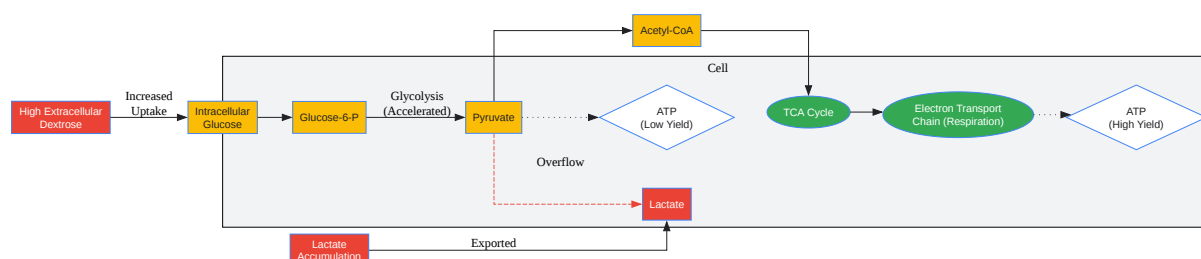 Acetyl-CoA
Cell
High Extracellular
Dextrose
Increased
Uptake
Intracellular
Glucose
Glucose-6-P
Glycolysis
(Accelerated)
Pyruvate
ATP
(Low Yield)
TCA Cycle
Electron Transport
Chain (Respiration)
ATP
(High Yield)
Overflow
Lactate
Lactate
Accumulation
Exported